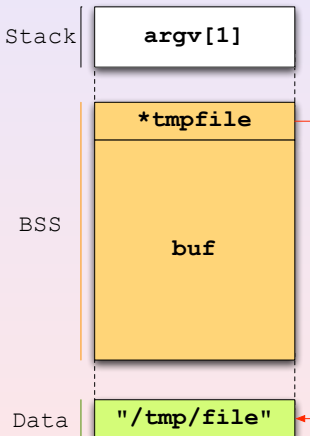 Stack
argv[1]
*tmpfile
BSS
buf
Data
"/tmp/file"